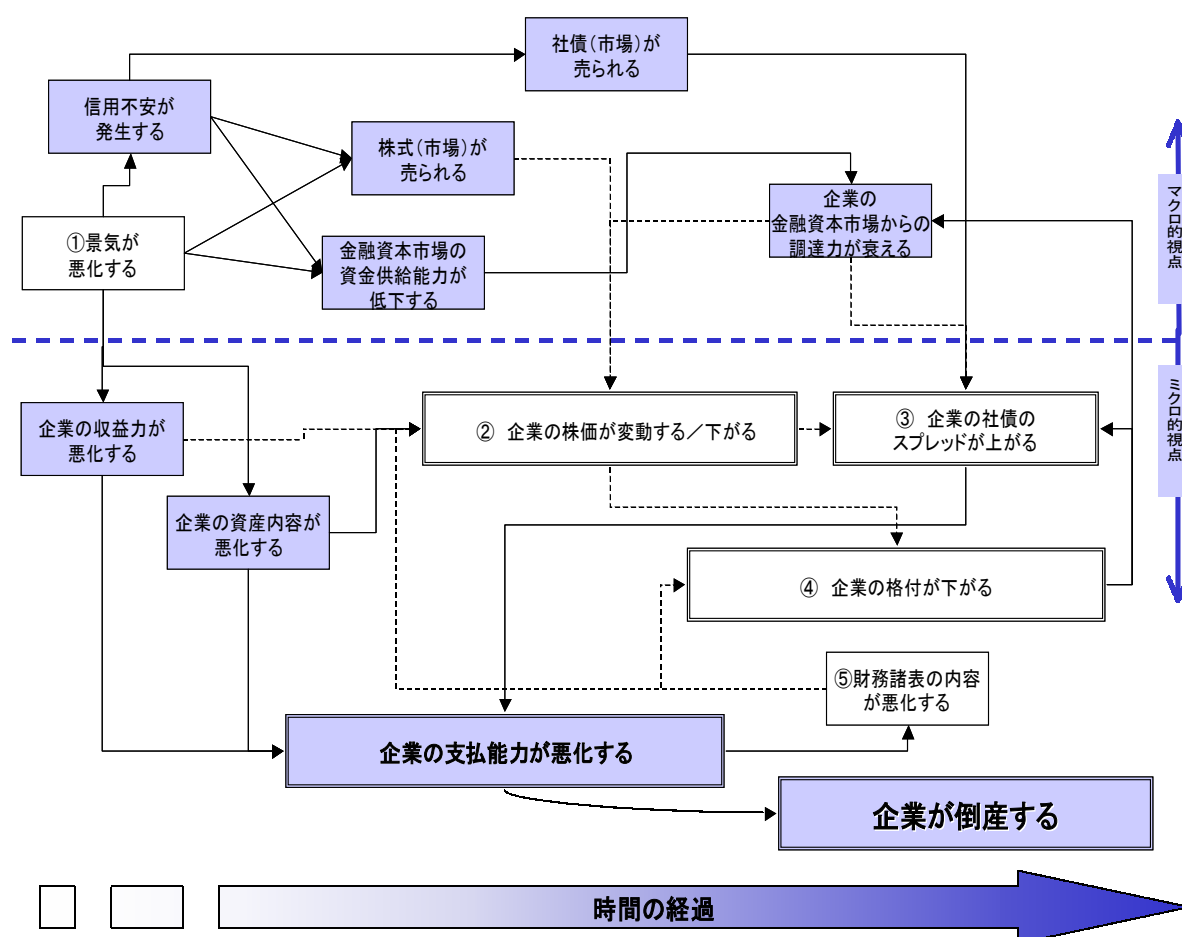 社債(市場)が
売られる
信用不安が
発生する
株式(市場)が
売られる
企業の
金融資本市場からの
調達力が衰える
マクロ的視点
①景気が
悪化する
金融資本市場の
資金供給能力が
低下する
ミクロ的視点
企業の収益力が
悪化する
② 企業の株価が変動する/下がる
③ 企業の社債の
スプレッドが上がる
企業の資産内容が
悪化する
④ 企業の格付が下がる
⑤財務諸表の内容
が悪化する
企業の支払能力が悪化する
企業が倒産する
時間の経過